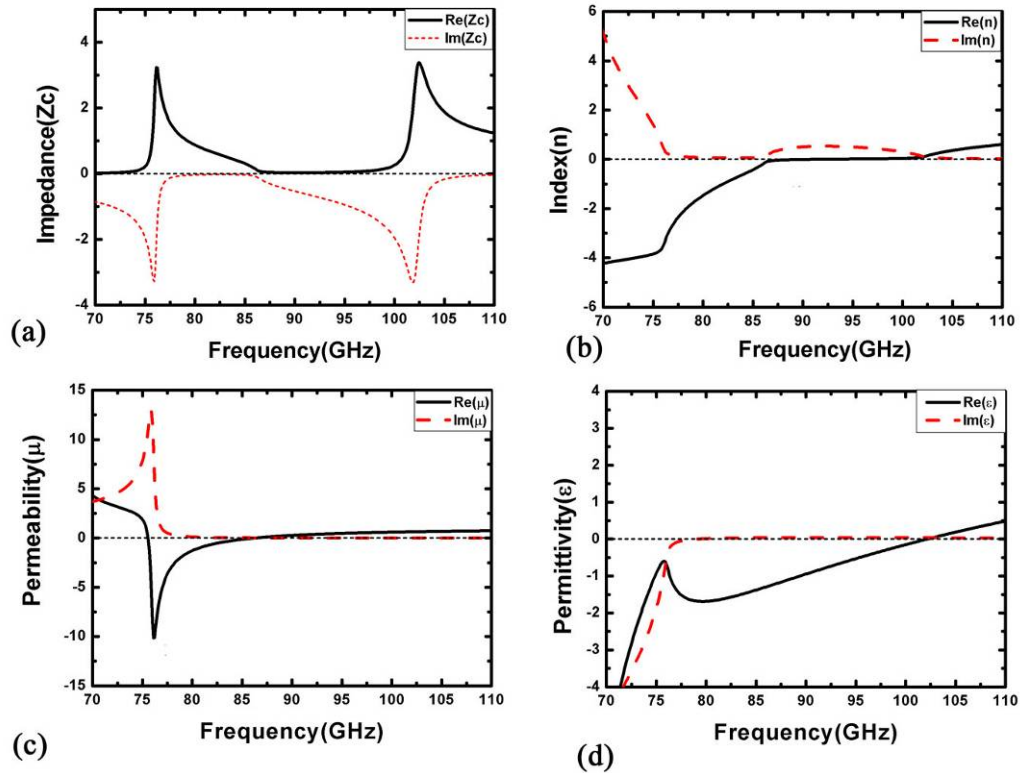 Re(Zc)
Im(Zc)
4
2
0
-2
-4
Impedance(Zc)
70 75 80 85 90 95 100 105 110
Frequency(GHz)
(a)
Re(n)
Im(n)
6
4
2
0
-2
-4
-6
Index(n)
70 75 80 85 90 95 100 105 110
Frequency(GHz)
(b)
Re(μ)
Im(μ)
15
10
5
0
-5
-10
-15
Permeability(μ)
70 75 80 85 90 95 100 105 110
Frequency(GHz)
(c)
Re(ε)
Im(ε)
4
3
2
1
0
-1
-2
-3
-4
Permittivity(ε)
70 75 80 85 90 95 100 105 110
Frequency(GHz)
(d)